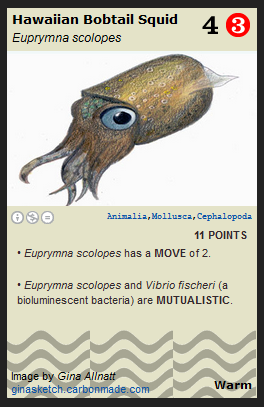 Hawaiian Bobtail Squid 4 3
Euprymna scolopes
Animalia,Mollusca,Cephalopoda
11 POINTS
• Euprymna scolopes has a MOVE of 2.
• Euprymna scolopes and Vibrio fischeri (a
bioluminescent bacteria) are MUTUALISTIC.
Image by Gina Allnatt
ginasketch.carbonmade.com
Warm